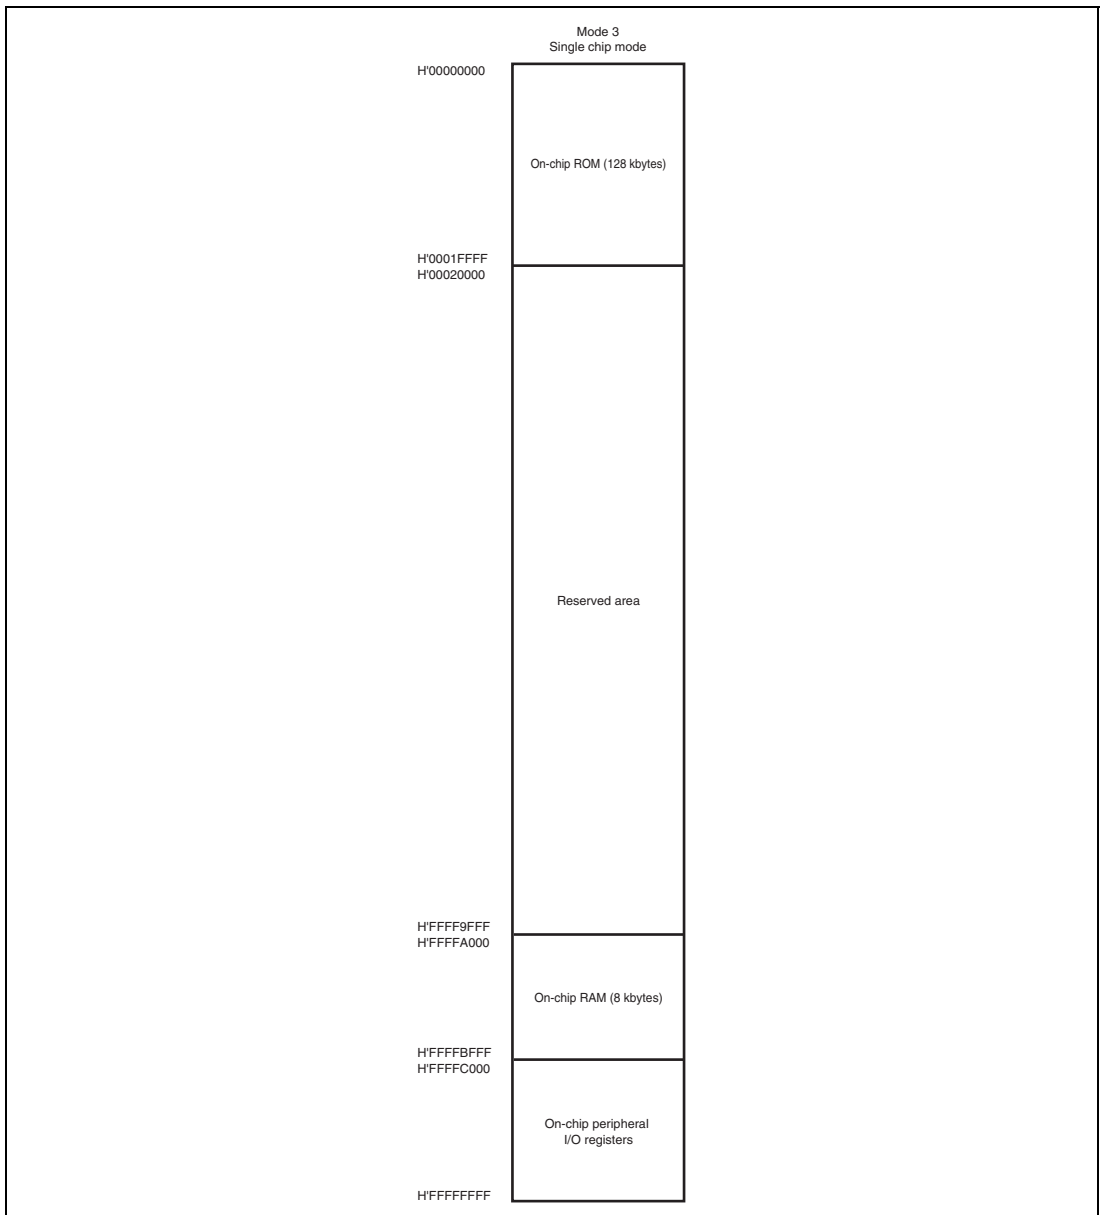 Mode 3
Single chip mode
H'00000000
On-chip ROM (128 kbytes)
H'0001FFFF
H'00020000
Reserved area
H'FFFF9FFF
H'FFFFA000
On-chip RAM (8 kbytes)
H'FFFFBFFF
H'FFFFC000
On-chip peripheral
I/O registers
H'FFFFFFFF